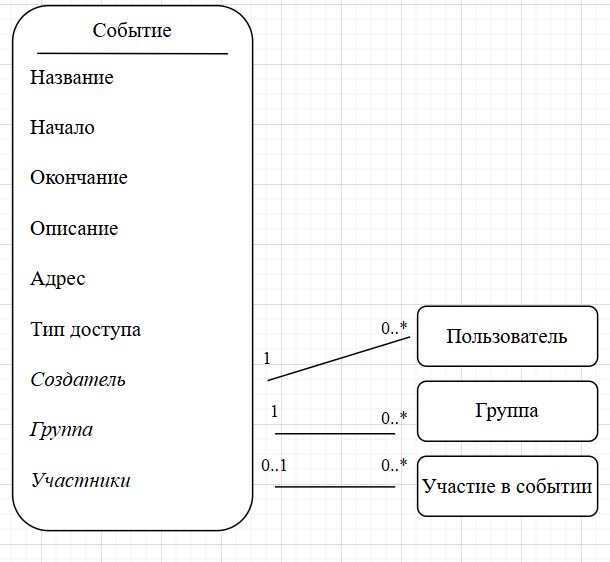 Событие
Название
Начало
Окончание
Описание
Адрес
Тип доступа
Создатель
1
0..*
Пользователь
Группа
1
0..*
Группа
Участники
0..1
0..*
Участие в событии